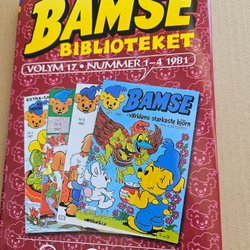 BAMSE
BIBLIOTEKET
VOLYM 17 • NUMMER 1–4 1981
BAMSE
världens starkaste björn